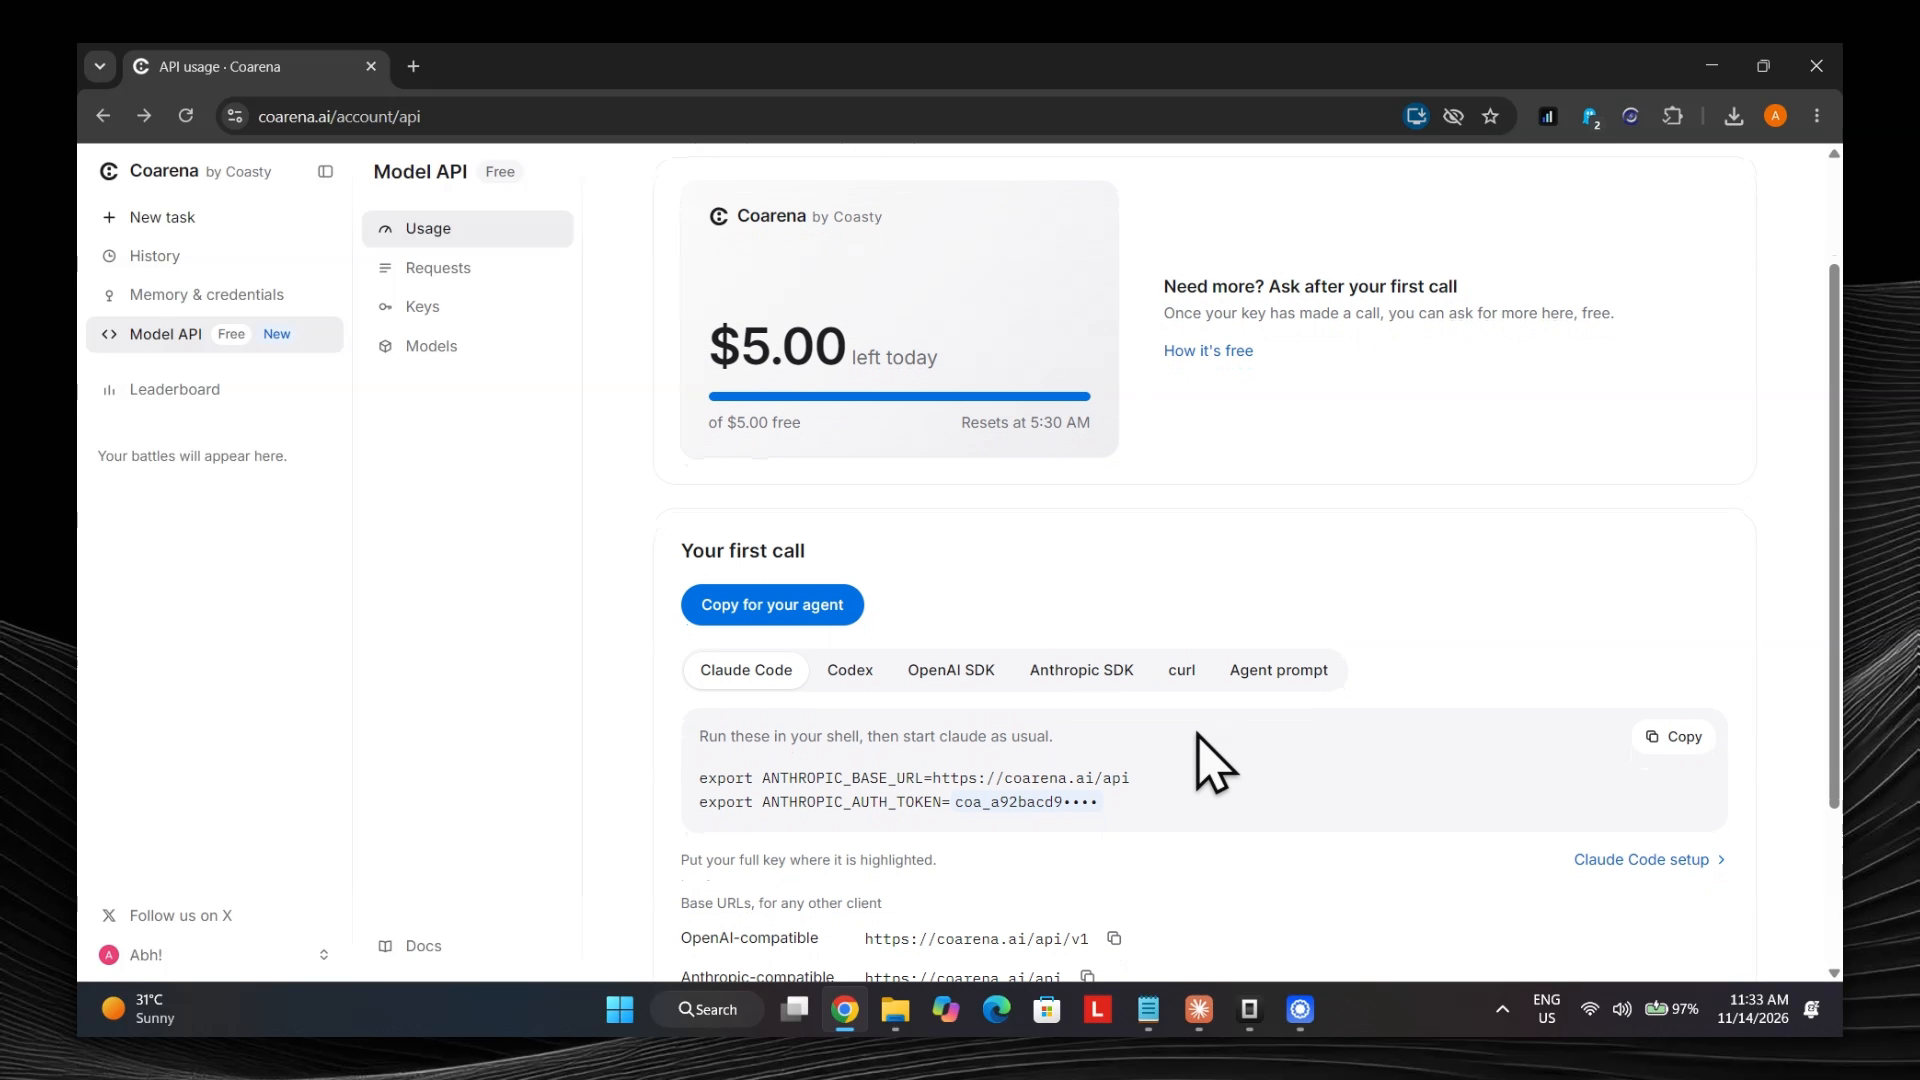 API usage · Coarena
coarena.ai/account/api
2
A
Coarena by Coasty
New task
History
Memory & credentials
Model API Free New
Leaderboard
Your battles will appear here.
Follow us on X
A Abh!
Model API Free
Usage
Requests
Keys
Models
Docs
Coarena by Coasty
$5.00 left today
of $5.00 free Resets at 5:30 AM
Need more? Ask after your first call
Once your key has made a call, you can ask for more here, free.
How it's free
Your first call
Copy for your agent
Claude Code Codex OpenAI SDK Anthropic SDK curl Agent prompt
Run these in your shell, then start claude as usual.
Copy
export ANTHROPIC_BASE_URL=https://coarena.ai/api
export ANTHROPIC_AUTH_TOKEN=coa_a92bacd9••••
Put your full key where it is highlighted.
Claude Code setup
Base URLs, for any other client
OpenAI-compatible https://coarena.ai/api/v1
Anthropic-compatible https://coarena.ai/api
31°C
Sunny
Search
L
ENG
US
97%
11:33 AM
11/14/2026